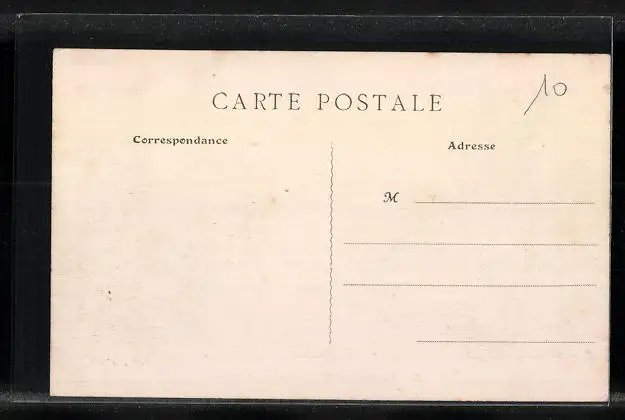 CARTE POSTALE
10
Correspondance
Adresse
M